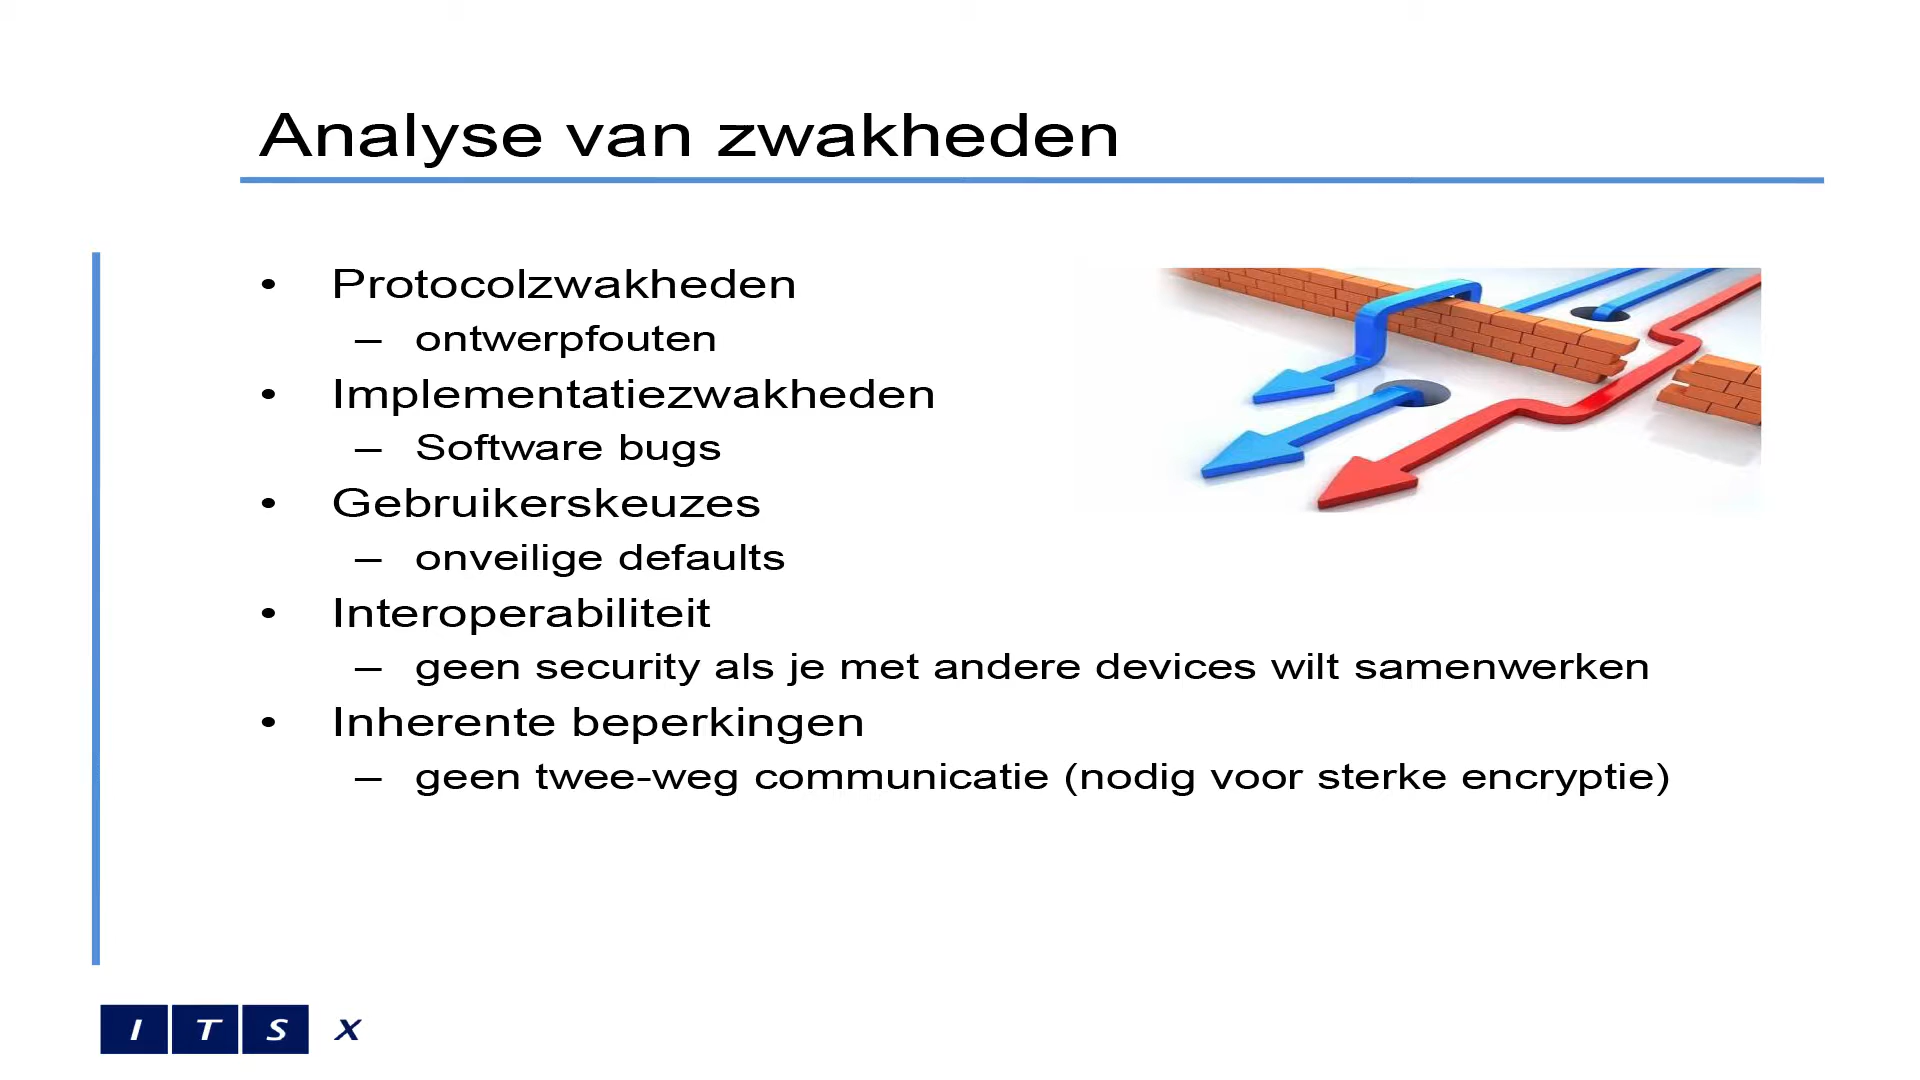 Analyse van zwakheden
• Protocolzwakheden
– ontwerpfouten
• Implementatiezwakheden
– Software bugs
• Gebruikerskeuzes
– onveilige defaults
• Interoperabiliteit
– geen security als je met andere devices wilt samenwerken
• Inherente beperkingen
– geen twee-weg communicatie (nodig voor sterke encryptie)
I T S X